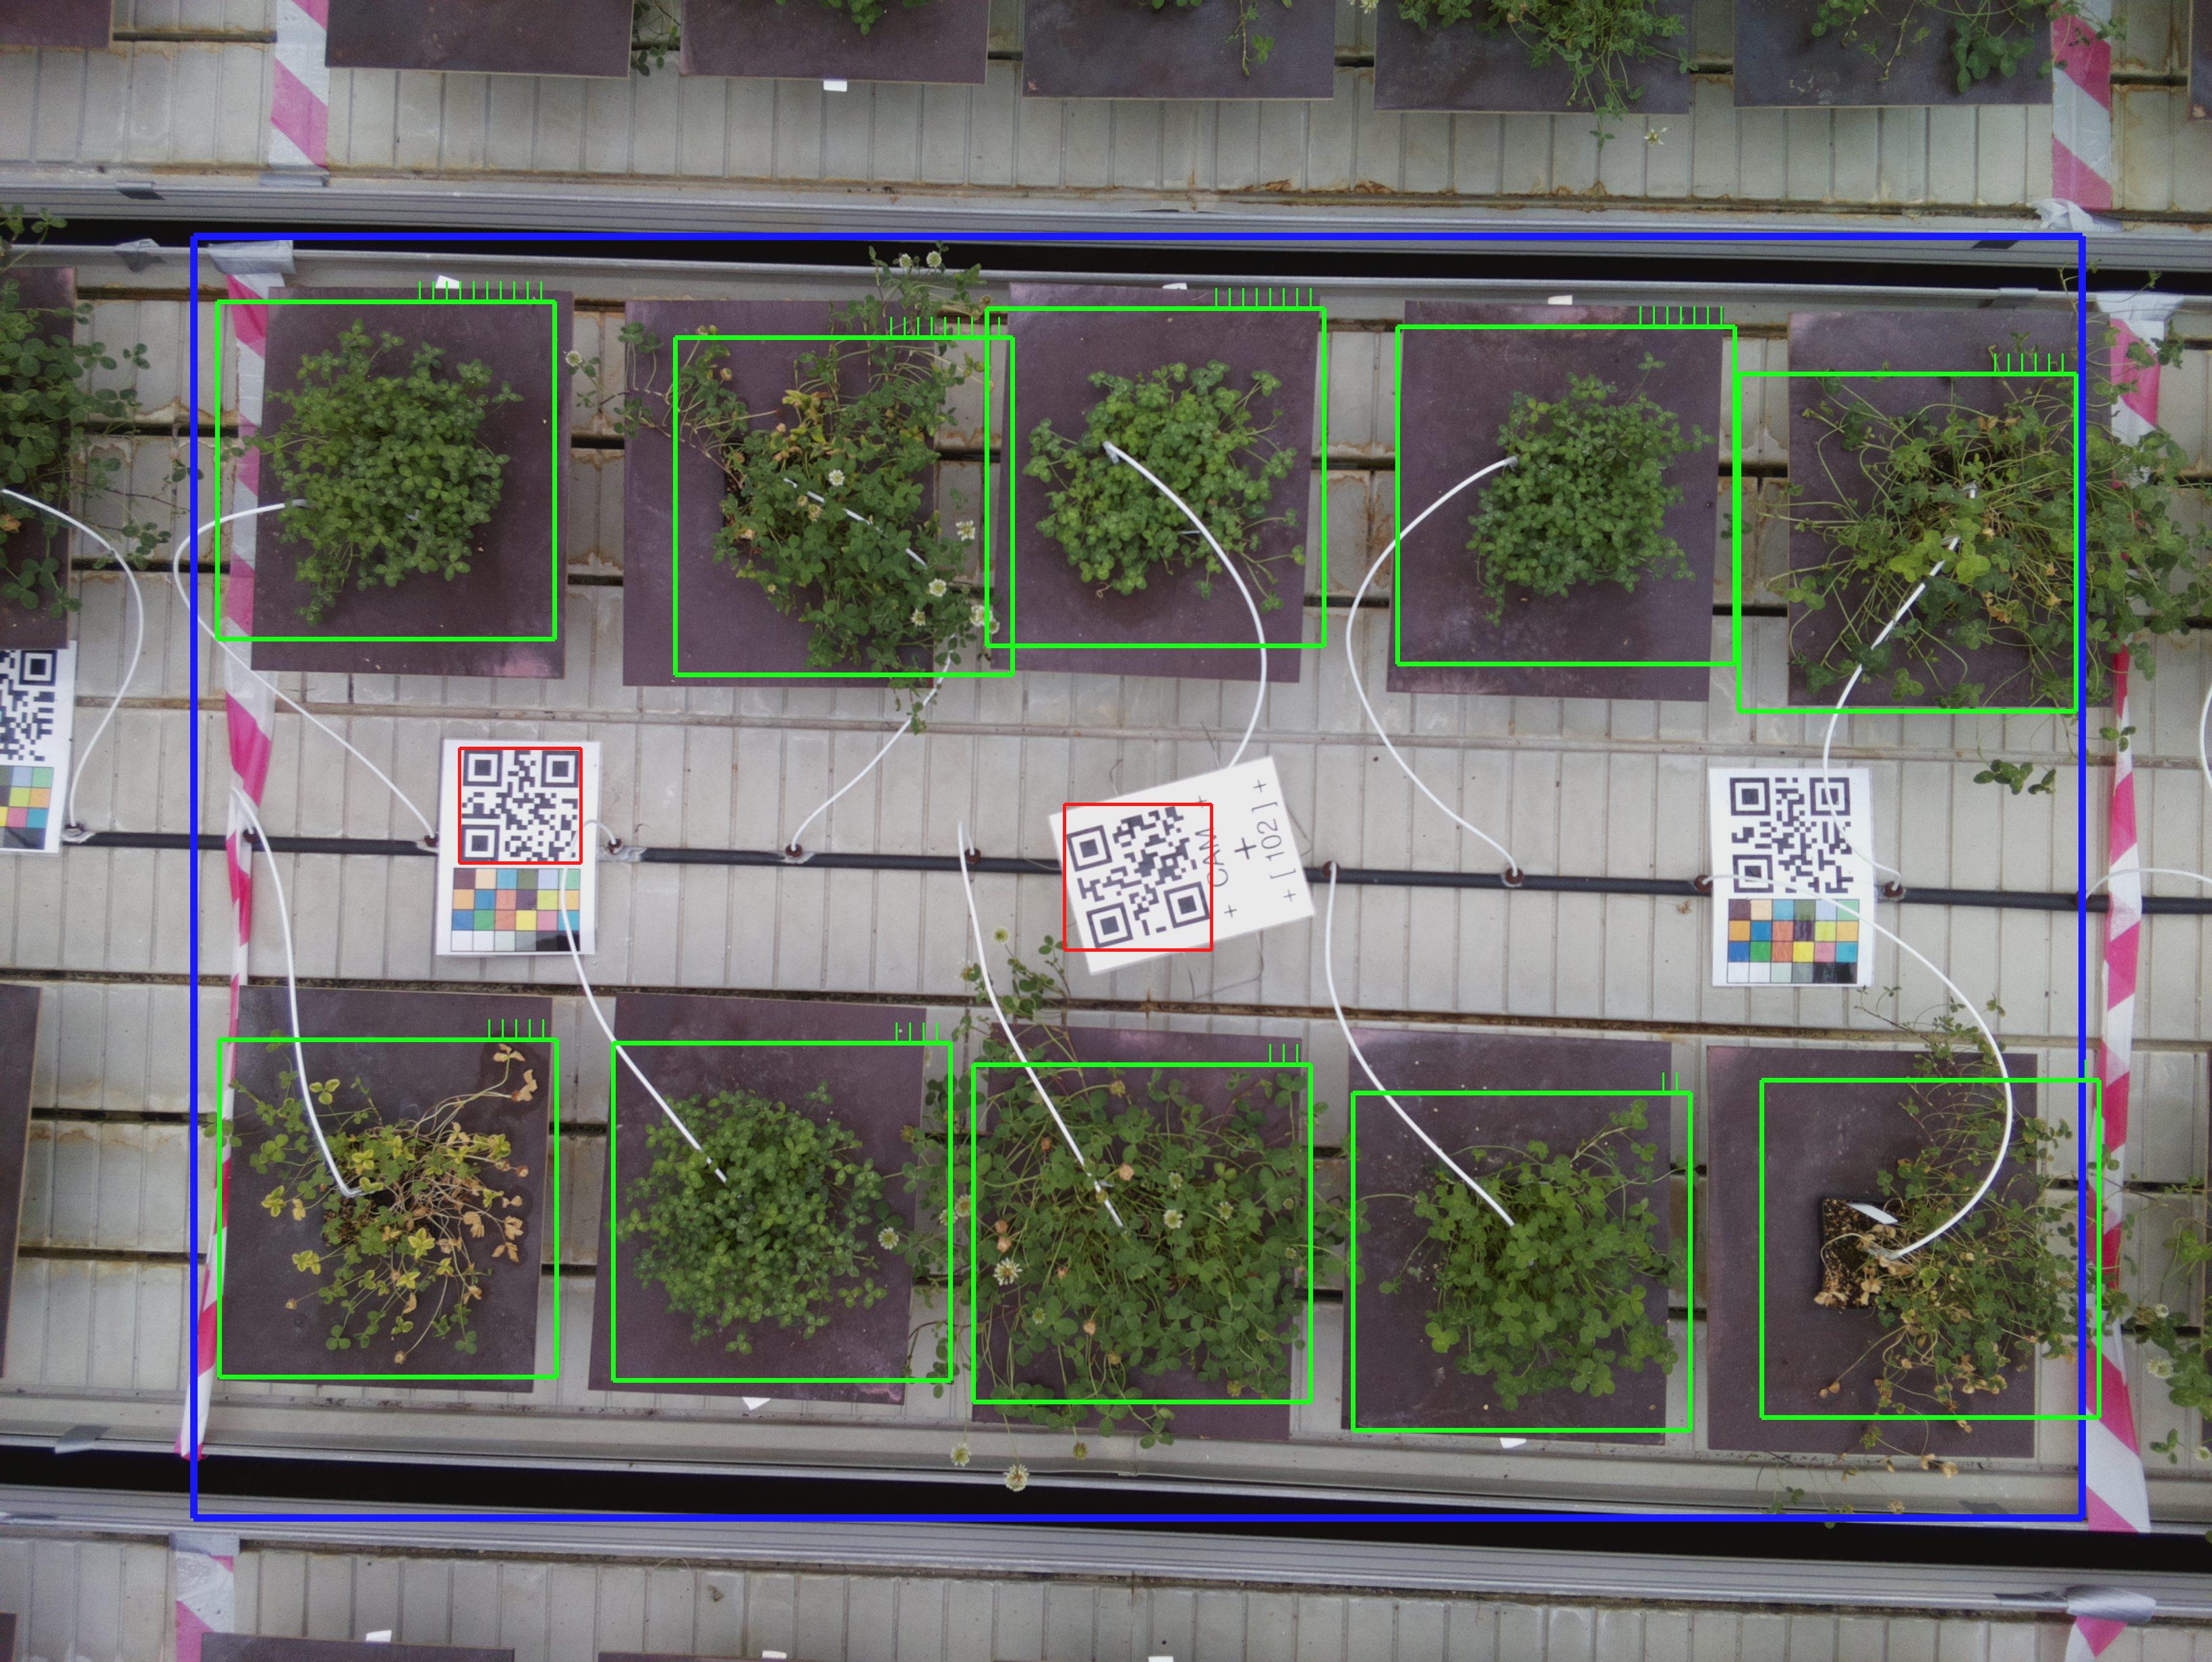 + CAM +
+
+ [ 102 ] +